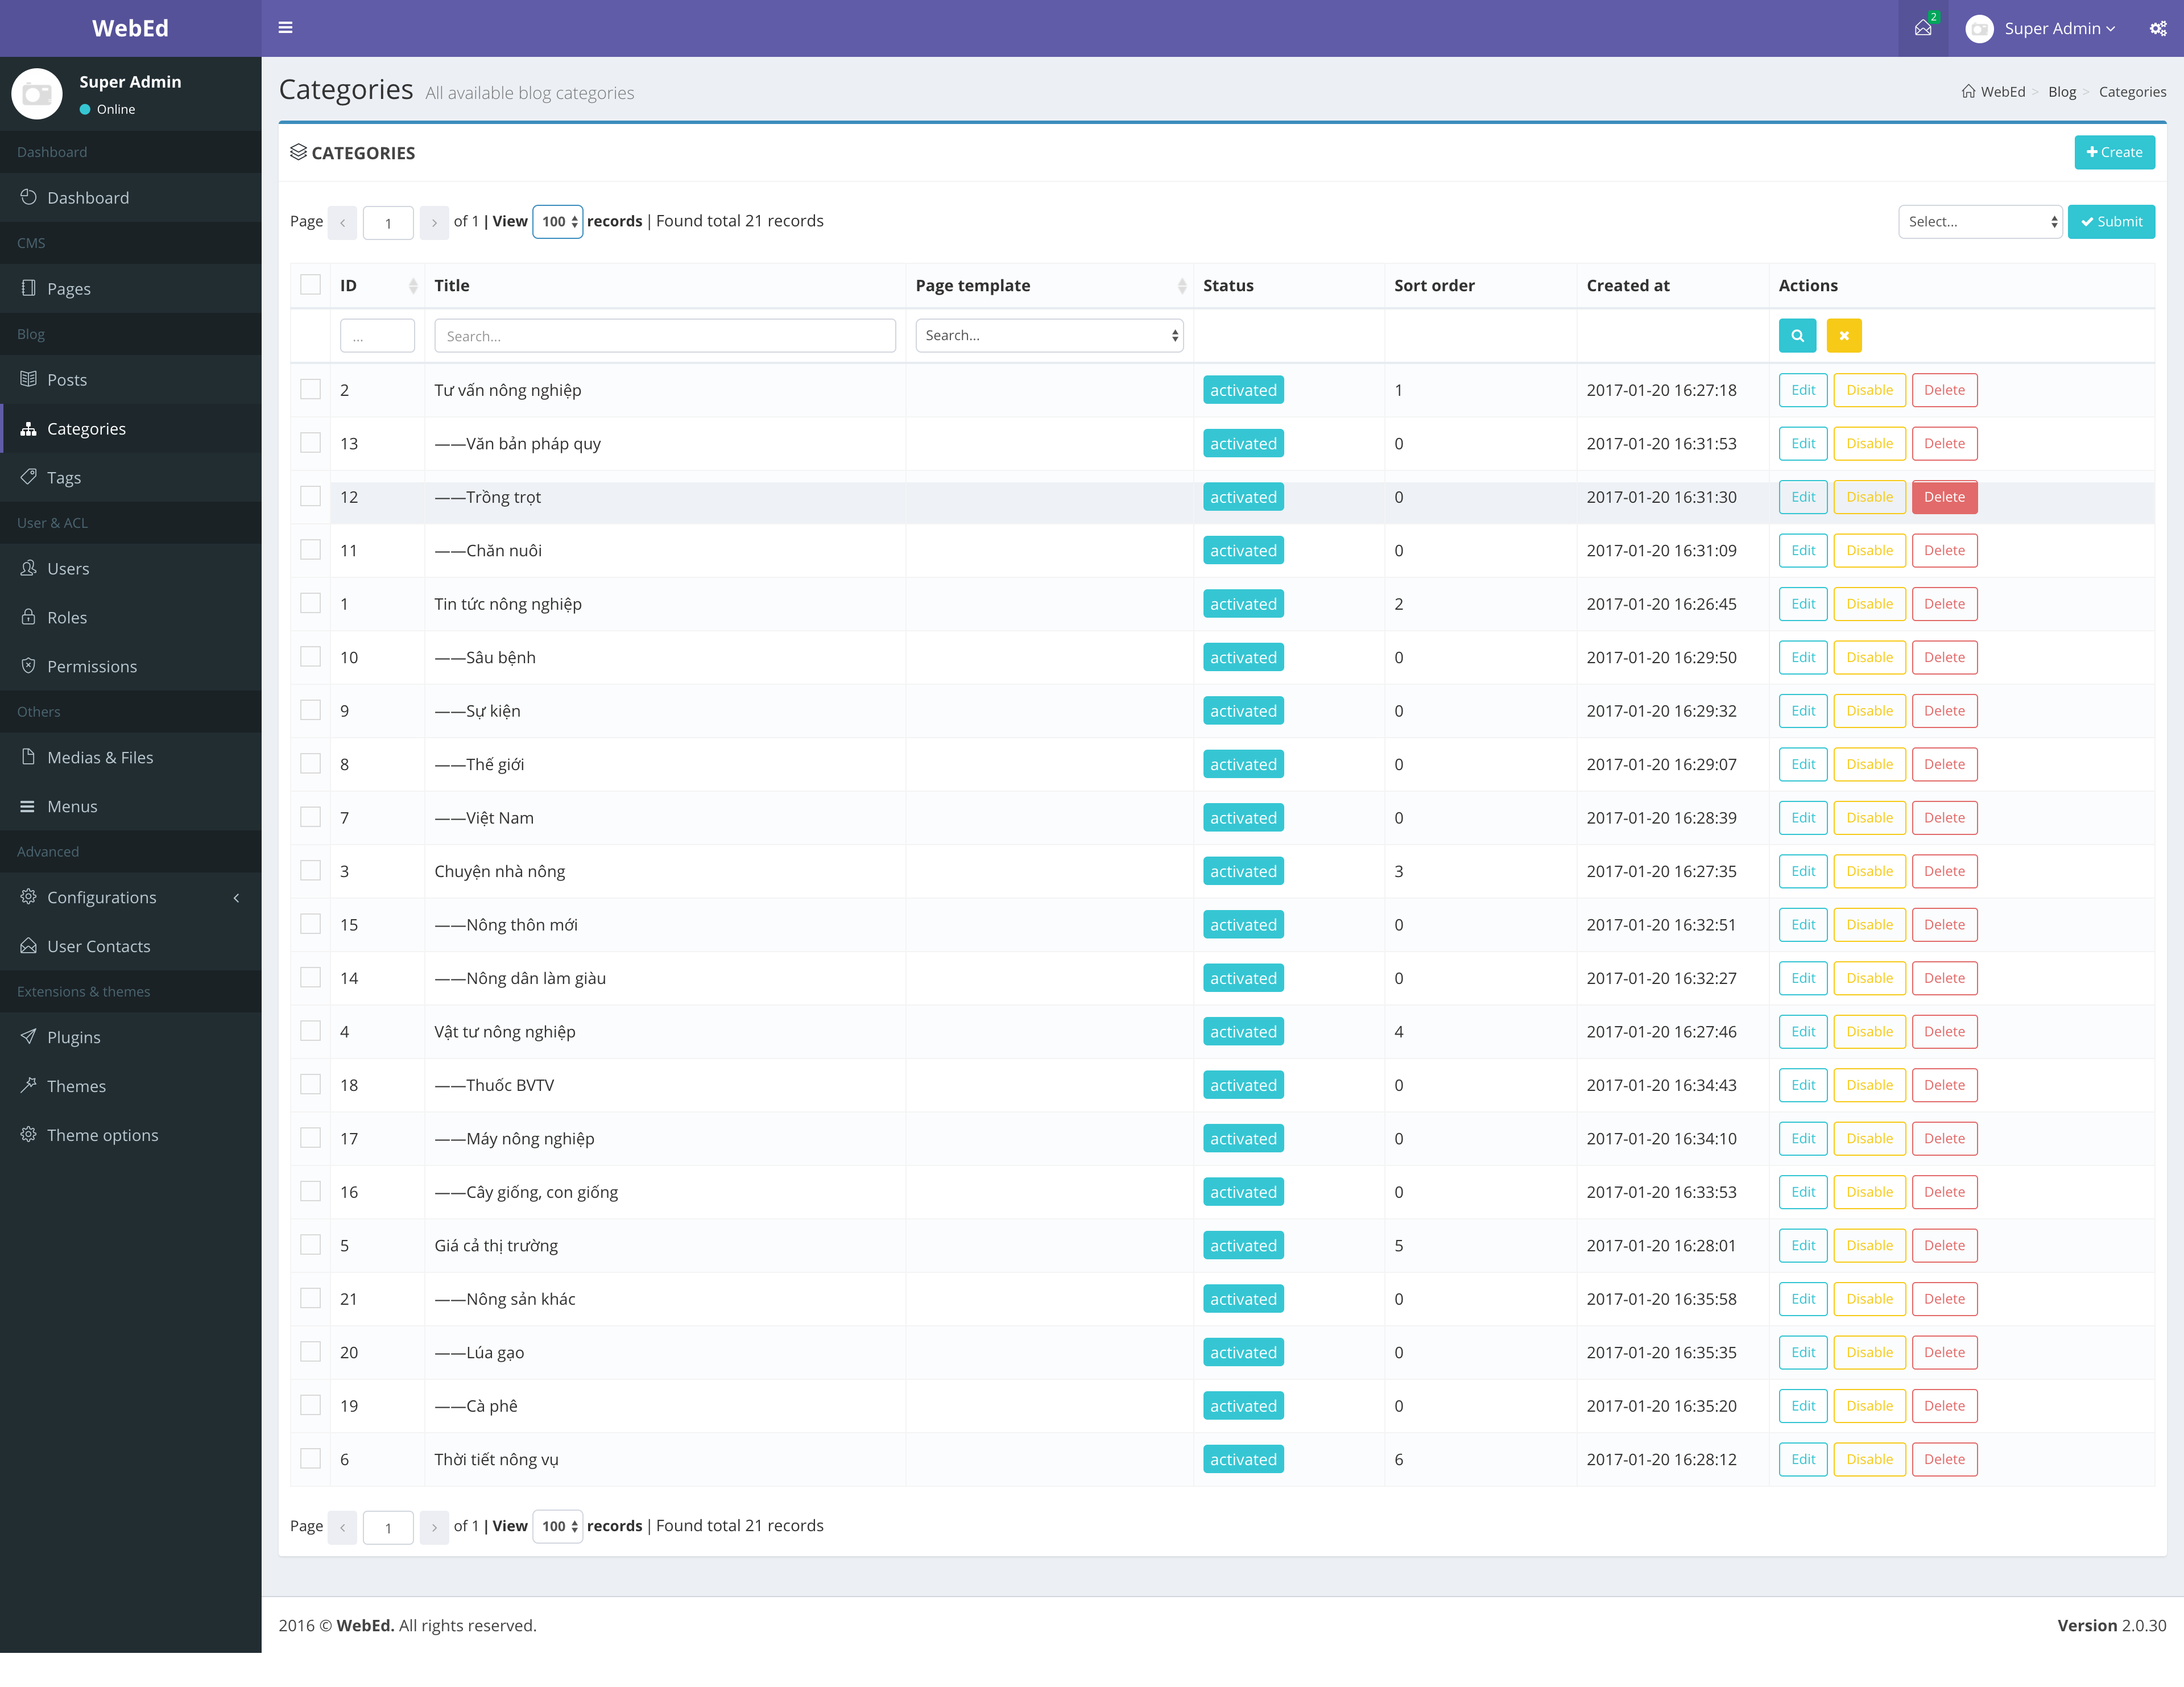 WebEd
2
Super Admin
Super Admin
Online
Dashboard
Dashboard
CMS
Pages
Blog
Posts
Categories
Tags
User & ACL
Users
Roles
Permissions
Others
Medias & Files
Menus
Advanced
Configurations
User Contacts
Extensions & themes
Plugins
Themes
Theme options
Categories All available blog categories
WebEd > Blog > Categories
CATEGORIES
Create
Page < 1 > of 1 | View 100 records | Found total 21 records
Select... Submit
ID Title Page template Status Sort order Created at Actions
... Search... Search...
2 Tư vấn nông nghiệp activated 1 2017-01-20 16:27:18 Edit Disable Delete
13 ——Văn bản pháp quy activated 0 2017-01-20 16:31:53 Edit Disable Delete
12 ——Trồng trọt activated 0 2017-01-20 16:31:30 Edit Disable Delete
11 ——Chăn nuôi activated 0 2017-01-20 16:31:09 Edit Disable Delete
1 Tin tức nông nghiệp activated 2 2017-01-20 16:26:45 Edit Disable Delete
10 ——Sâu bệnh activated 0 2017-01-20 16:29:50 Edit Disable Delete
9 ——Sự kiện activated 0 2017-01-20 16:29:32 Edit Disable Delete
8 ——Thế giới activated 0 2017-01-20 16:29:07 Edit Disable Delete
7 ——Việt Nam activated 0 2017-01-20 16:28:39 Edit Disable Delete
3 Chuyện nhà nông activated 3 2017-01-20 16:27:35 Edit Disable Delete
15 ——Nông thôn mới activated 0 2017-01-20 16:32:51 Edit Disable Delete
14 ——Nông dân làm giàu activated 0 2017-01-20 16:32:27 Edit Disable Delete
4 Vật tư nông nghiệp activated 4 2017-01-20 16:27:46 Edit Disable Delete
18 ——Thuốc BVTV activated 0 2017-01-20 16:34:43 Edit Disable Delete
17 ——Máy nông nghiệp activated 0 2017-01-20 16:34:10 Edit Disable Delete
16 ——Cây giống, con giống activated 0 2017-01-20 16:33:53 Edit Disable Delete
5 Giá cả thị trường activated 5 2017-01-20 16:28:01 Edit Disable Delete
21 ——Nông sản khác activated 0 2017-01-20 16:35:58 Edit Disable Delete
20 ——Lúa gạo activated 0 2017-01-20 16:35:35 Edit Disable Delete
19 ——Cà phê activated 0 2017-01-20 16:35:20 Edit Disable Delete
6 Thời tiết nông vụ activated 6 2017-01-20 16:28:12 Edit Disable Delete
Page < 1 > of 1 | View 100 records | Found total 21 records
2016 © WebEd. All rights reserved.
Version 2.0.30